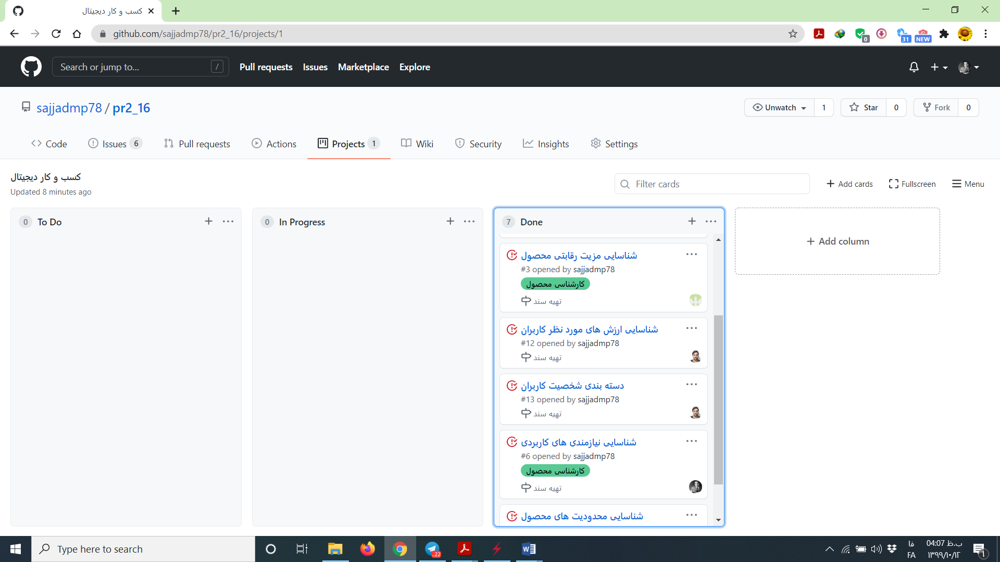 کسب و کار دیجیتال
github.com/sajjadmp78/pr2_16/projects/1
0
31
NEW
Search or jump to...
/
Pull requests
Issues
Marketplace
Explore
sajjadmp78 / pr2_16
Unwatch 1
Star 0
Fork 0
Code
Issues 6
Pull requests
Actions
Projects 1
Wiki
Security
Insights
Settings
کسب و کار دیجیتال
Updated 8 minutes ago
Filter cards
Add cards
Fullscreen
Menu
0 To Do
0 In Progress
7 Done
Add column
شناسایی مزیت رقابتی محصول
#3 opened by sajjadmp78
کارشناسی محصول
تهیه سند
شناسایی ارزش های مورد نظر کاربران
#12 opened by sajjadmp78
تهیه سند
دسته بندی شخصیت کاربران
#13 opened by sajjadmp78
تهیه سند
شناسایی نیازمندی های کاربردی
#6 opened by sajjadmp78
کارشناسی محصول
تهیه سند
شناسایی محدودیت های محصول
Type here to search
..22
فا
FA
04:07 ب.ظ
۱۳۹۹/۱۰/۱۲
۱